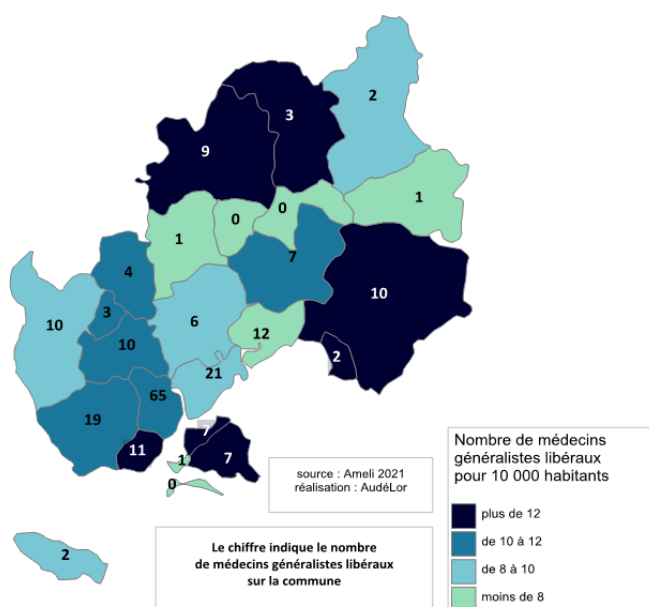 2
3
9
1
0
0
1
4
7
10
10
3
6
12
10
2
21
65
19
7
11
7
1
0
source : Ameli 2021
réalisation : AudéLor
Nombre de médecins
généralistes libéraux
pour 10 000 habitants
plus de 12
de 10 à 12
de 8 à 10
moins de 8
Le chiffre indique le nombre
de médecins généralistes libéraux
sur la commune
2